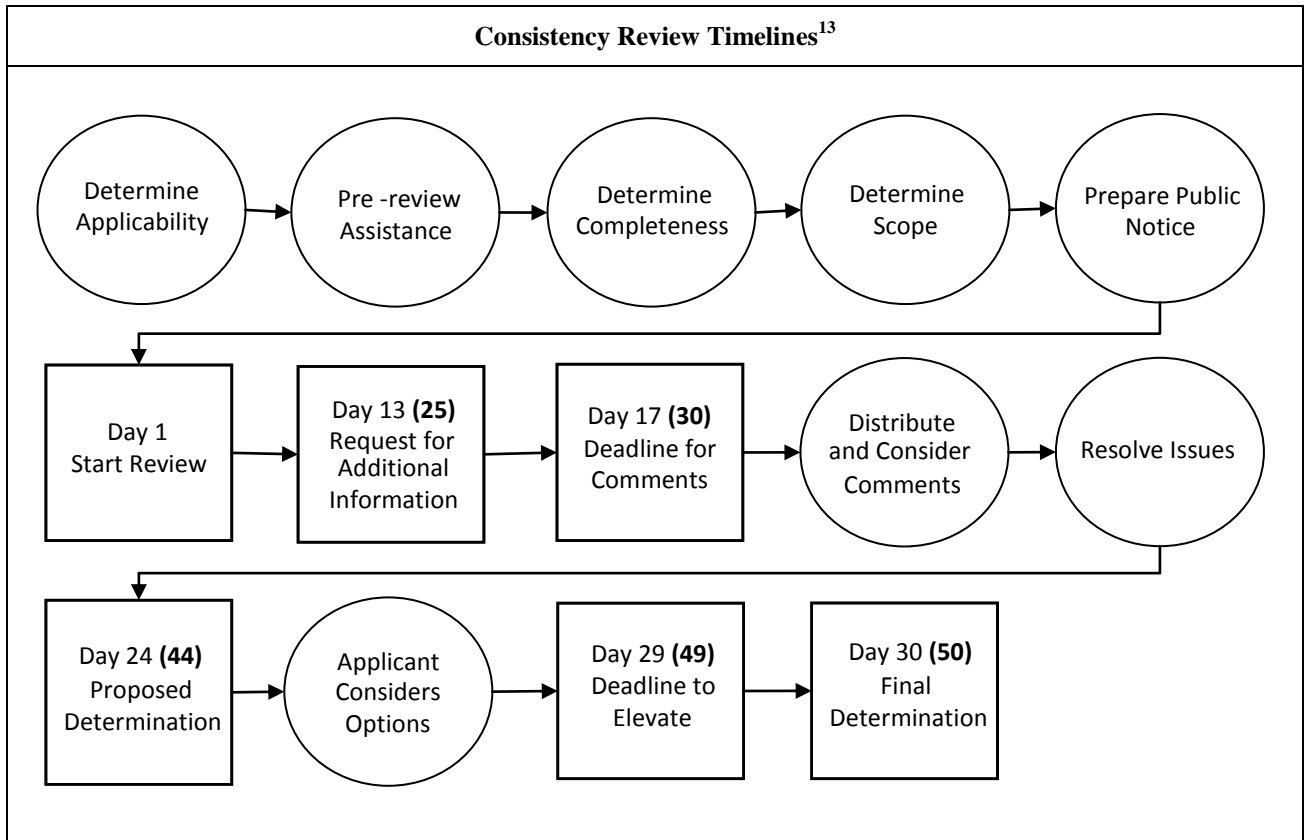 Consistency Review Timelines13
Determine
Applicability
Pre -review
Assistance
Determine
Completeness
Determine
Scope
Prepare Public
Notice
Day 1
Start Review
Day 13 (25)
Request for
Additional
Information
Day 17 (30)
Deadline for
Comments
Distribute
and Consider
Comments
Resolve Issues
Day 24 (44)
Proposed
Determination
Applicant
Considers
Options
Day 29 (49)
Deadline to
Elevate
Day 30 (50)
Final
Determination